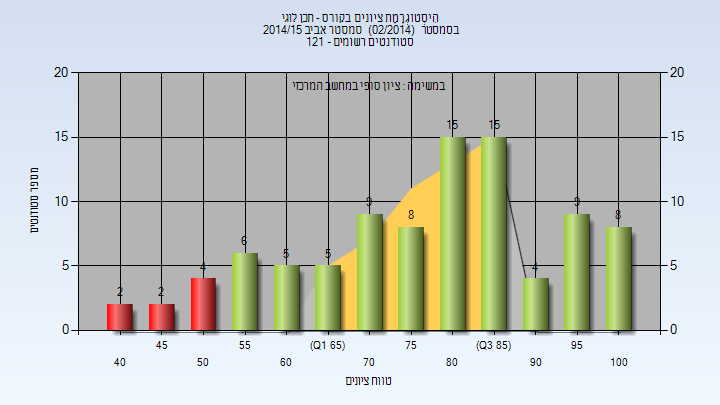 הִיסְטוֹגְרָמַת ציונים בקורס - תכן לוגי
בסמסטר (02/2014) סמסטר אביב 2014/15
סטודנטים רשומים - 121
במשימה : ציון סופי במחשב המרכזי
20 20
15 15
10 10
5 5
0 0
מספר סטודנטים
2 2 4 6 5 5 9 8 15 15 4 9 8
45 55 (Q1 65) 75 (Q3 85) 95
40 50 60 70 80 90 100
טווח ציונים